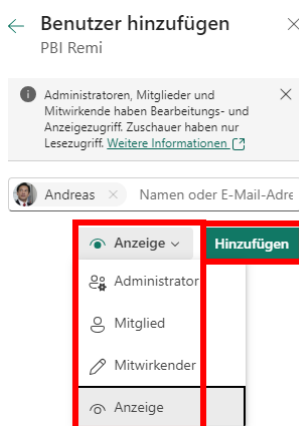 Benutzer hinzufügen
PBI Remi
Administratoren, Mitglieder und
Mitwirkende haben Bearbeitungs- und
Anzeigezugriff. Zuschauer haben nur
Lesezugriff. Weitere Informationen
Andreas Namen oder E-Mail-Adre
Anzeige Hinzufügen
Administrator
Mitglied
Mitwirkender
Anzeige